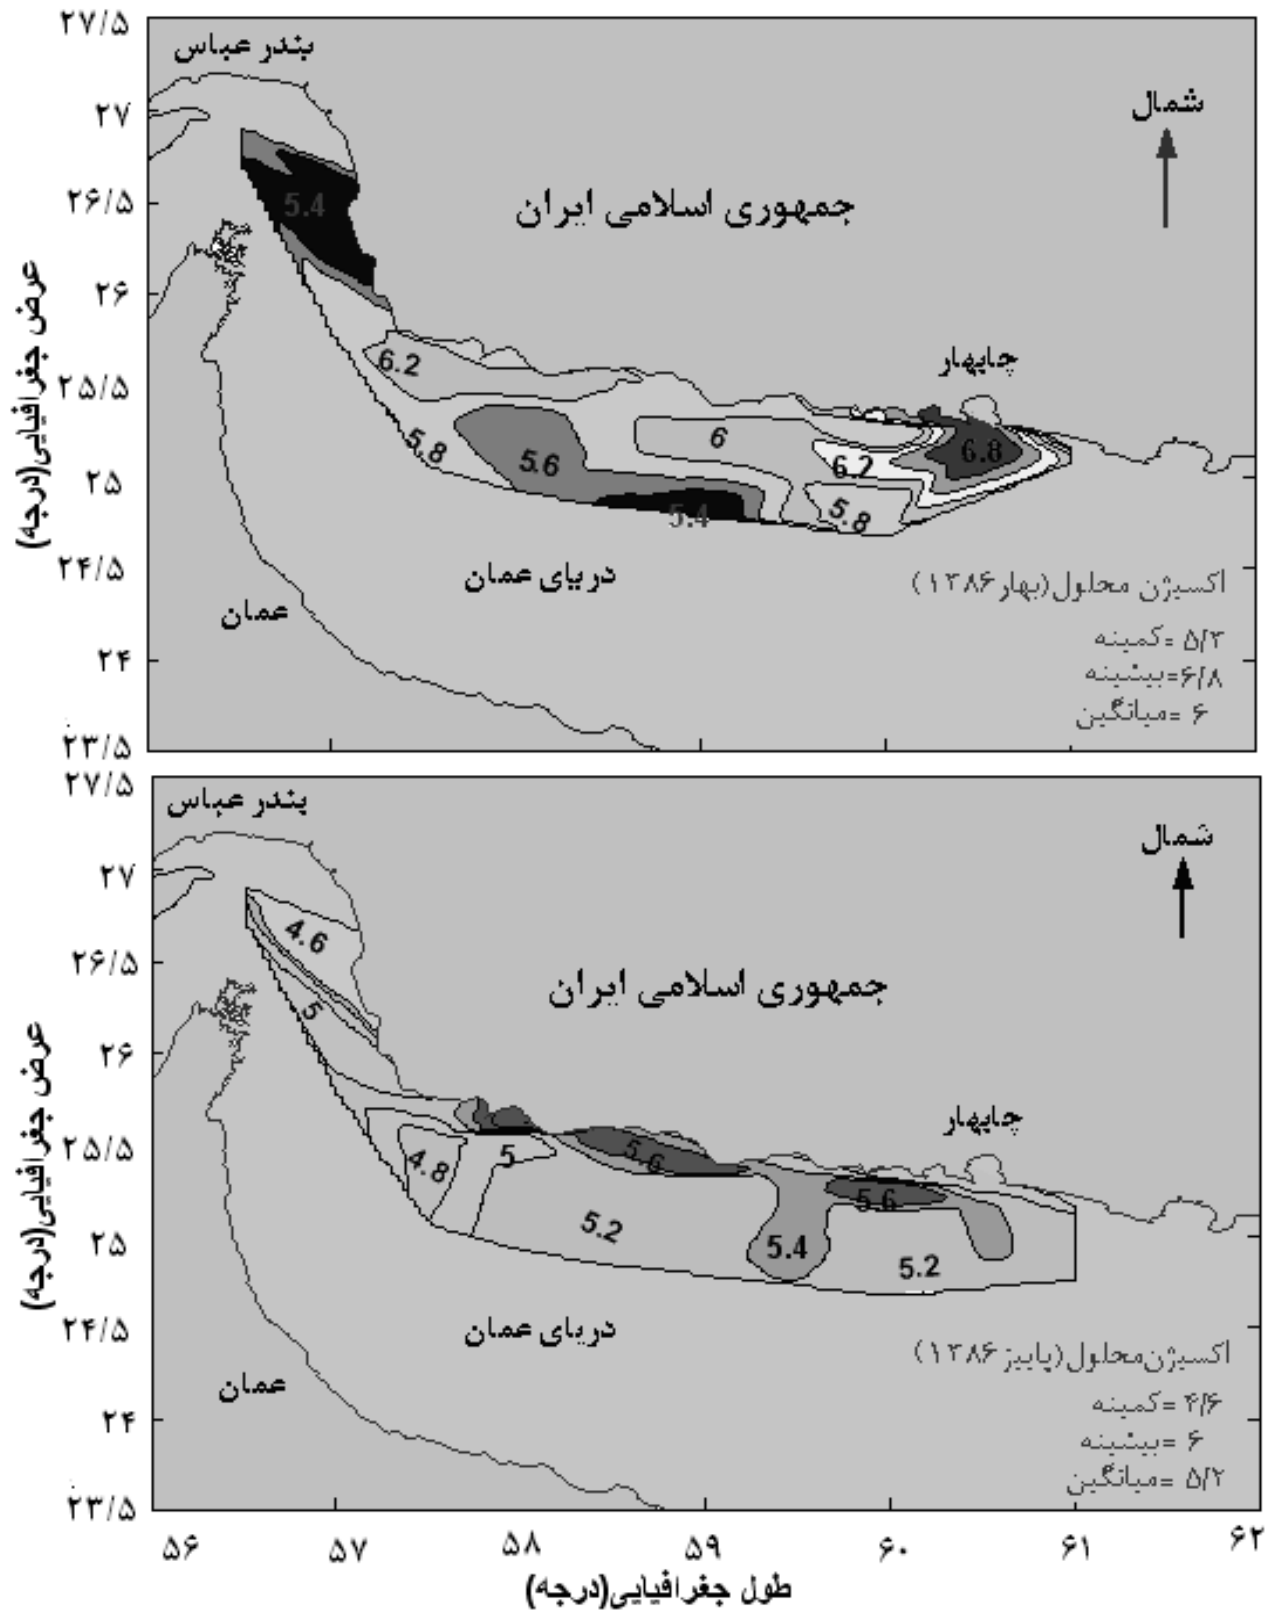 ۲۷/۵
بندر عباس
۲۷
شمال
۲۶/۵
5.4
جمهوری اسلامی ایران
۲۶
عرض جغرافیایی(درجه)
6.2
چابهار
۲۵/۵
5.8
5.6
6
6.2
6.8
۲۵
5.4
5.8
دریای عمان
۲۴/۵
اکسیژن محلول(بهار ۱۳۸۶)
عمان
کمینه= ۵/۳
۲۴
بیشینه=۶/۸
میانگین= ۶
۲۳/۵
۲۷/۵
بندر عباس
شمال
۲۷
4.6
۲۶/۵
جمهوری اسلامی ایران
5
۲۶
عرض جغرافیایی(درجه)
چابهار
۲۵/۵
4.8
5
5.6
5.6
5.2
5.4
5.2
۲۵
دریای عمان
۲۴/۵
اکسیژن محلول(پاییز ۱۳۸۶)
عمان
کمینه= ۴/۶
۲۴
بیشینه= ۶
میانگین= ۵/۲
۲۳/۵
۵۶ ۵۷ ۵۸ ۵۹ ۶۰ ۶۱ ۶۲
طول جغرافیایی(درجه)